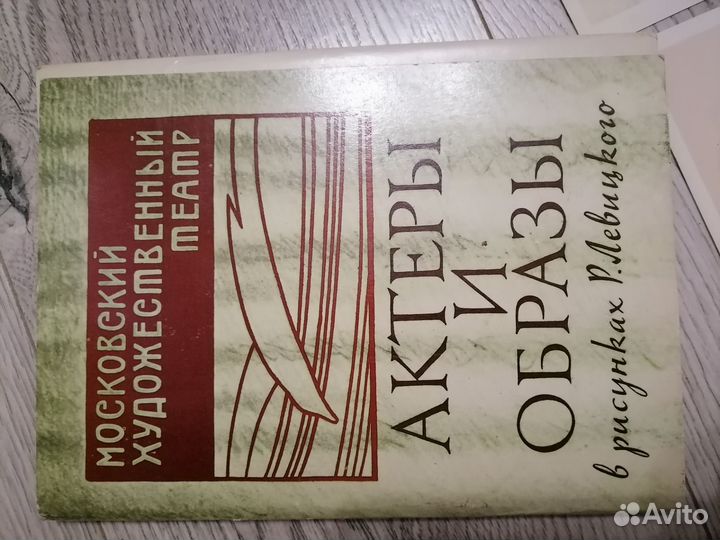 МОСКОВСКИЙ
ХУДОЖЕСТВЕННЫЙ
ТЕАТР
АКТЕРЫ
И
ОБРАЗЫ
в рисунках Р. Левицкого
Avito